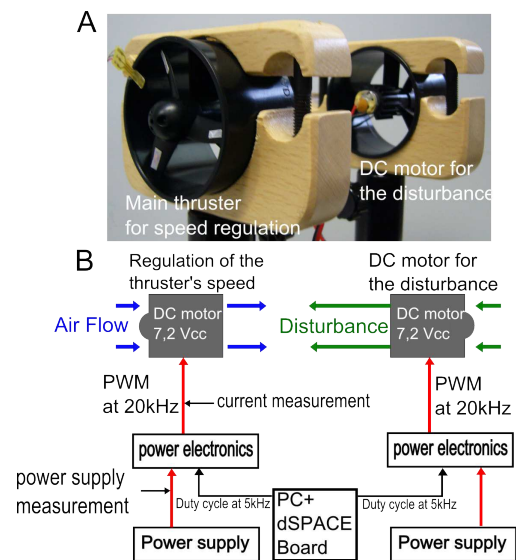 A
Main thruster
for speed regulation
DC motor for
the disturbance
B
Regulation of the
thruster's speed
DC motor for
the disturbance
Air Flow
DC motor
7,2 Vcc
Disturbance
DC motor
7,2 Vcc
PWM
at 20kHz
current measurement
PWM
at 20kHz
power electronics
power electronics
power supply
measurement
Duty cycle at 5kHz
PC+
dSPACE
Board
Duty cycle at 5kHz
Power supply
Power supply